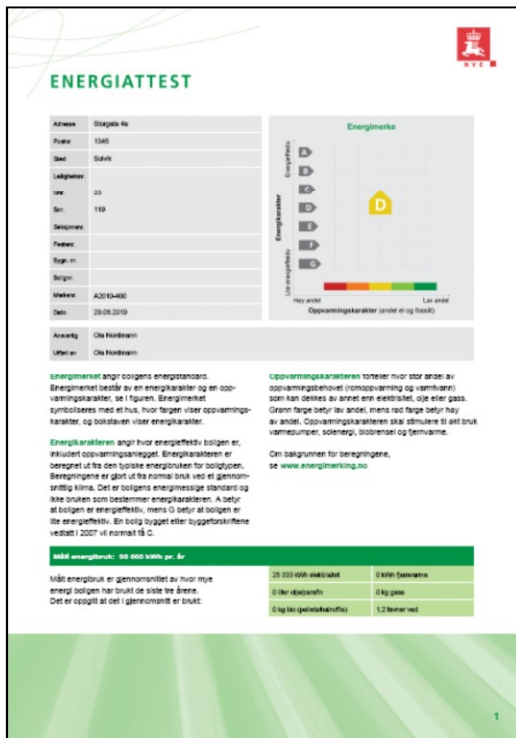 NVE
ENERGIATTEST
Adresse Storgata 4a
Postnr 1346
Sted Solvik
Leilighetsnr.
Gnr. 33
Bnr. 119
Seksjonsnr.
Festenr.
Bygn. nr.
Bolignr.
Merkenr. A2010-400
Dato 29.08.2010
Ansvarlig Ola Nordmann
Utført av Ola Nordmann
Energimerke
Energieffektiv
A
B
C
D
E
F
G
D
Energikarakter
Lite energieffektiv
Høy andel Lav andel
Oppvarmingskarakter (andel el og fossilt)
Energimerket angir boligens energistandard.
Energimerket består av en energikarakter og en opp-
varmingskarakter, se i figuren. Energimerket
symboliseres med et hus, hvor fargen viser oppvarmings-
karakter, og bokstaven viser energikarakter.
Energikarakteren angir hvor energieffektiv boligen er,
inkludert oppvarmingsanlegget. Energikarakteren er
beregnet ut fra den typiske energibruken for boligtypen.
Beregningene er gjort ut fra normal bruk ved et gjennom-
snittlig klima. Det er boligens energimessige standard og
ikke bruken som bestemmer energikarakteren. A betyr
at boligen er energieffektiv, mens G betyr at boligen er
lite energieffektiv. En bolig bygget etter byggeforskriftene
vedtatt i 2007 vil normalt få C.
Oppvarmingskarakteren forteller hvor stor andel av
oppvarmingsbehovet (romoppvarming og varmtvann)
som kan dekkes av annet enn elektrisitet, olje eller gass.
Grønn farge betyr lav andel, mens rød farge betyr høy
av andel. Oppvarmingskarakteren skal stimulere til økt bruk
varmepumper, solenergi, biobrensel og fjernvarme.
Om bakgrunnen for beregningene,
se www.energimerking.no
Målt energibruk: 30 000 kWh pr. år
Målt energibruk er gjennomsnittet av hvor mye
energi boligen har brukt de siste tre årene.
Det er oppgitt at det i gjennomsnitt er brukt:
25 333 kWh elektrisitet 0 kWh fjernvarme
0 liter olje/parafin 0 kg gass
0 kg bio (pellets/halm/flis) 1,2 favner ved
1